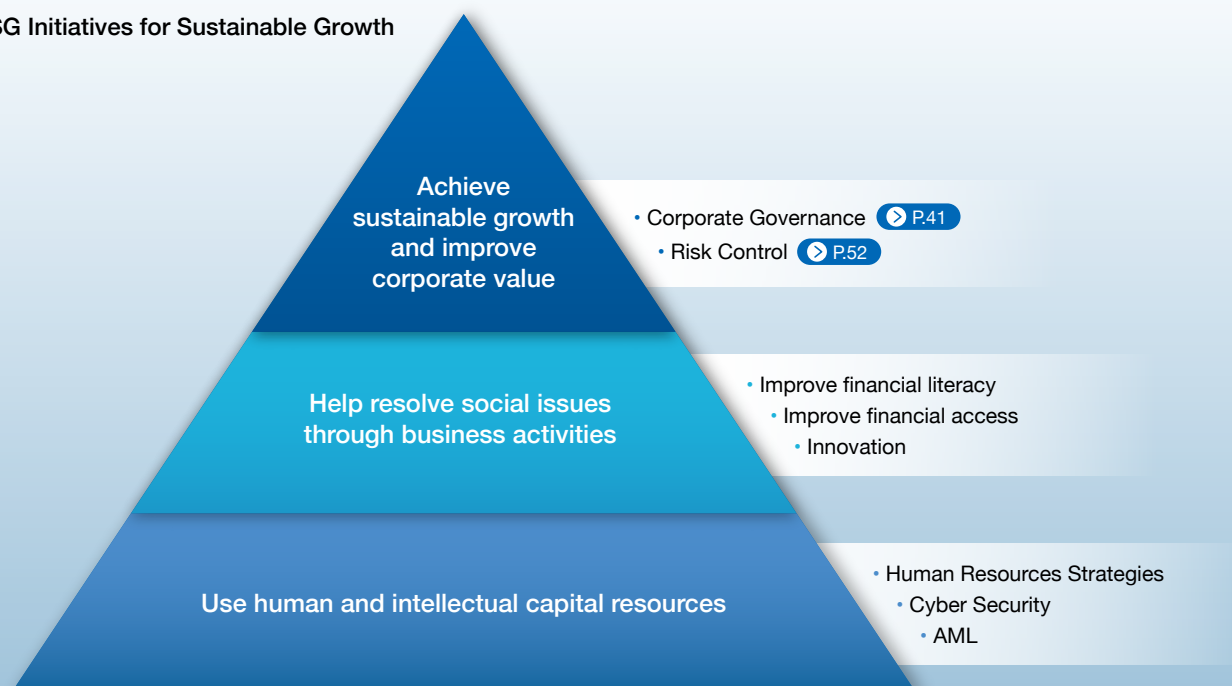 SG Initiatives for Sustainable Growth
Achieve
sustainable growth
and improve
corporate value
• Corporate Governance P.41
• Risk Control P.52
Help resolve social issues
through business activities
• Improve financial literacy
• Improve financial access
• Innovation
Use human and intellectual capital resources
• Human Resources Strategies
• Cyber Security
• AML